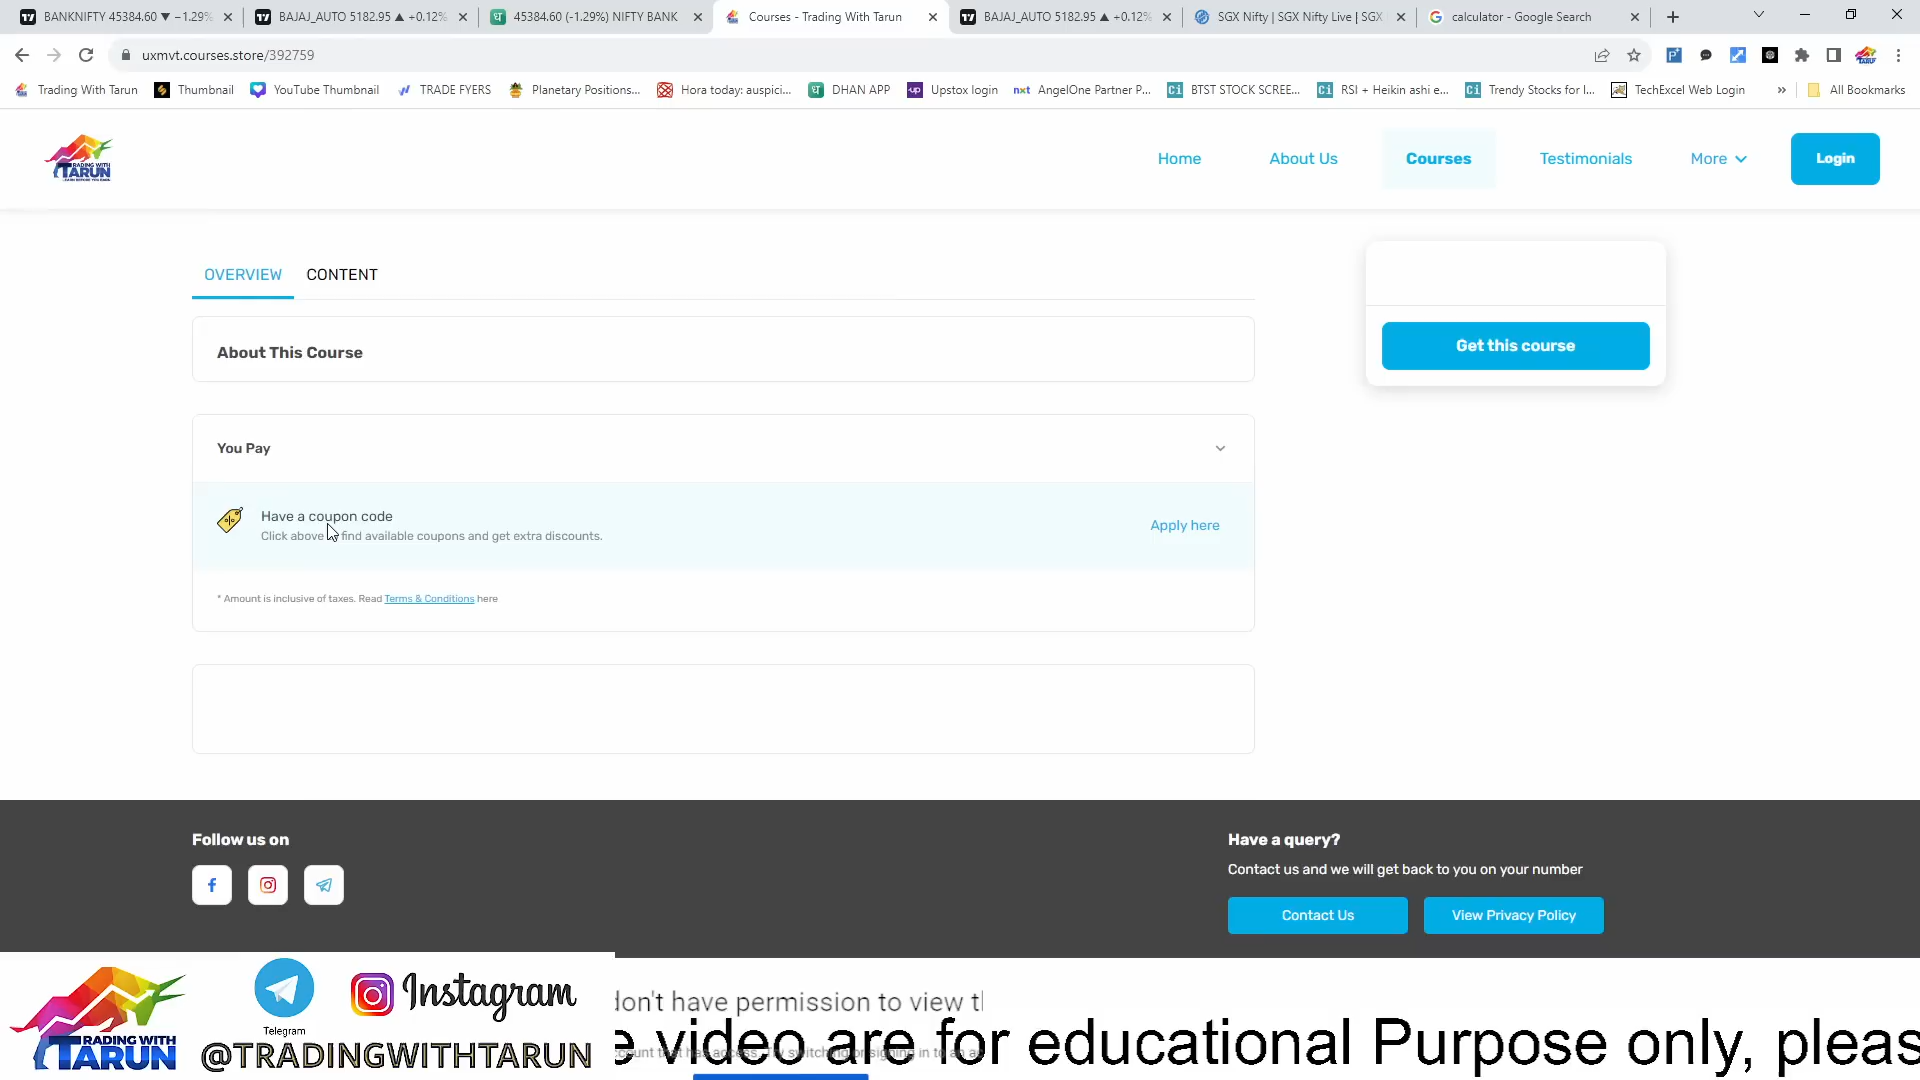 BANKNIFTY 45384.60 ▼ −1.29%
BAJAJ_AUTO 5182.95 ▲ +0.12%
45384.60 (-1.29%) NIFTY BANK
Courses - Trading With Tarun
BAJAJ_AUTO 5182.95 ▲ +0.12%
SGX Nifty | SGX Nifty Live | SGX
calculator - Google Search
uxmvt.courses.store/392759
Trading With Tarun
Thumbnail
YouTube Thumbnail
TRADE FYERS
Planetary Positions...
Hora today: auspici...
DHAN APP
Upstox login
AngelOne Partner P...
BTST STOCK SCREE...
RSI + Heikin ashi e...
Trendy Stocks for I...
TechExcel Web Login
»
All Bookmarks
TRADING WITH
TARUN
Home
About Us
Courses
Testimonials
More
Login
OVERVIEW
CONTENT
About This Course
Get this course
You Pay
Have a coupon code
Click above find available coupons and get extra discounts.
Apply here
* Amount is inclusive of taxes. Read Terms & Conditions here
Follow us on
Have a query?
Contact us and we will get back to you on your number
Contact Us
View Privacy Policy
RADING WITH
TARUN
Telegram
Instagram
@TRADINGWITHTARUN
don't have permission to view
e video are for educational Purpose only, pleas